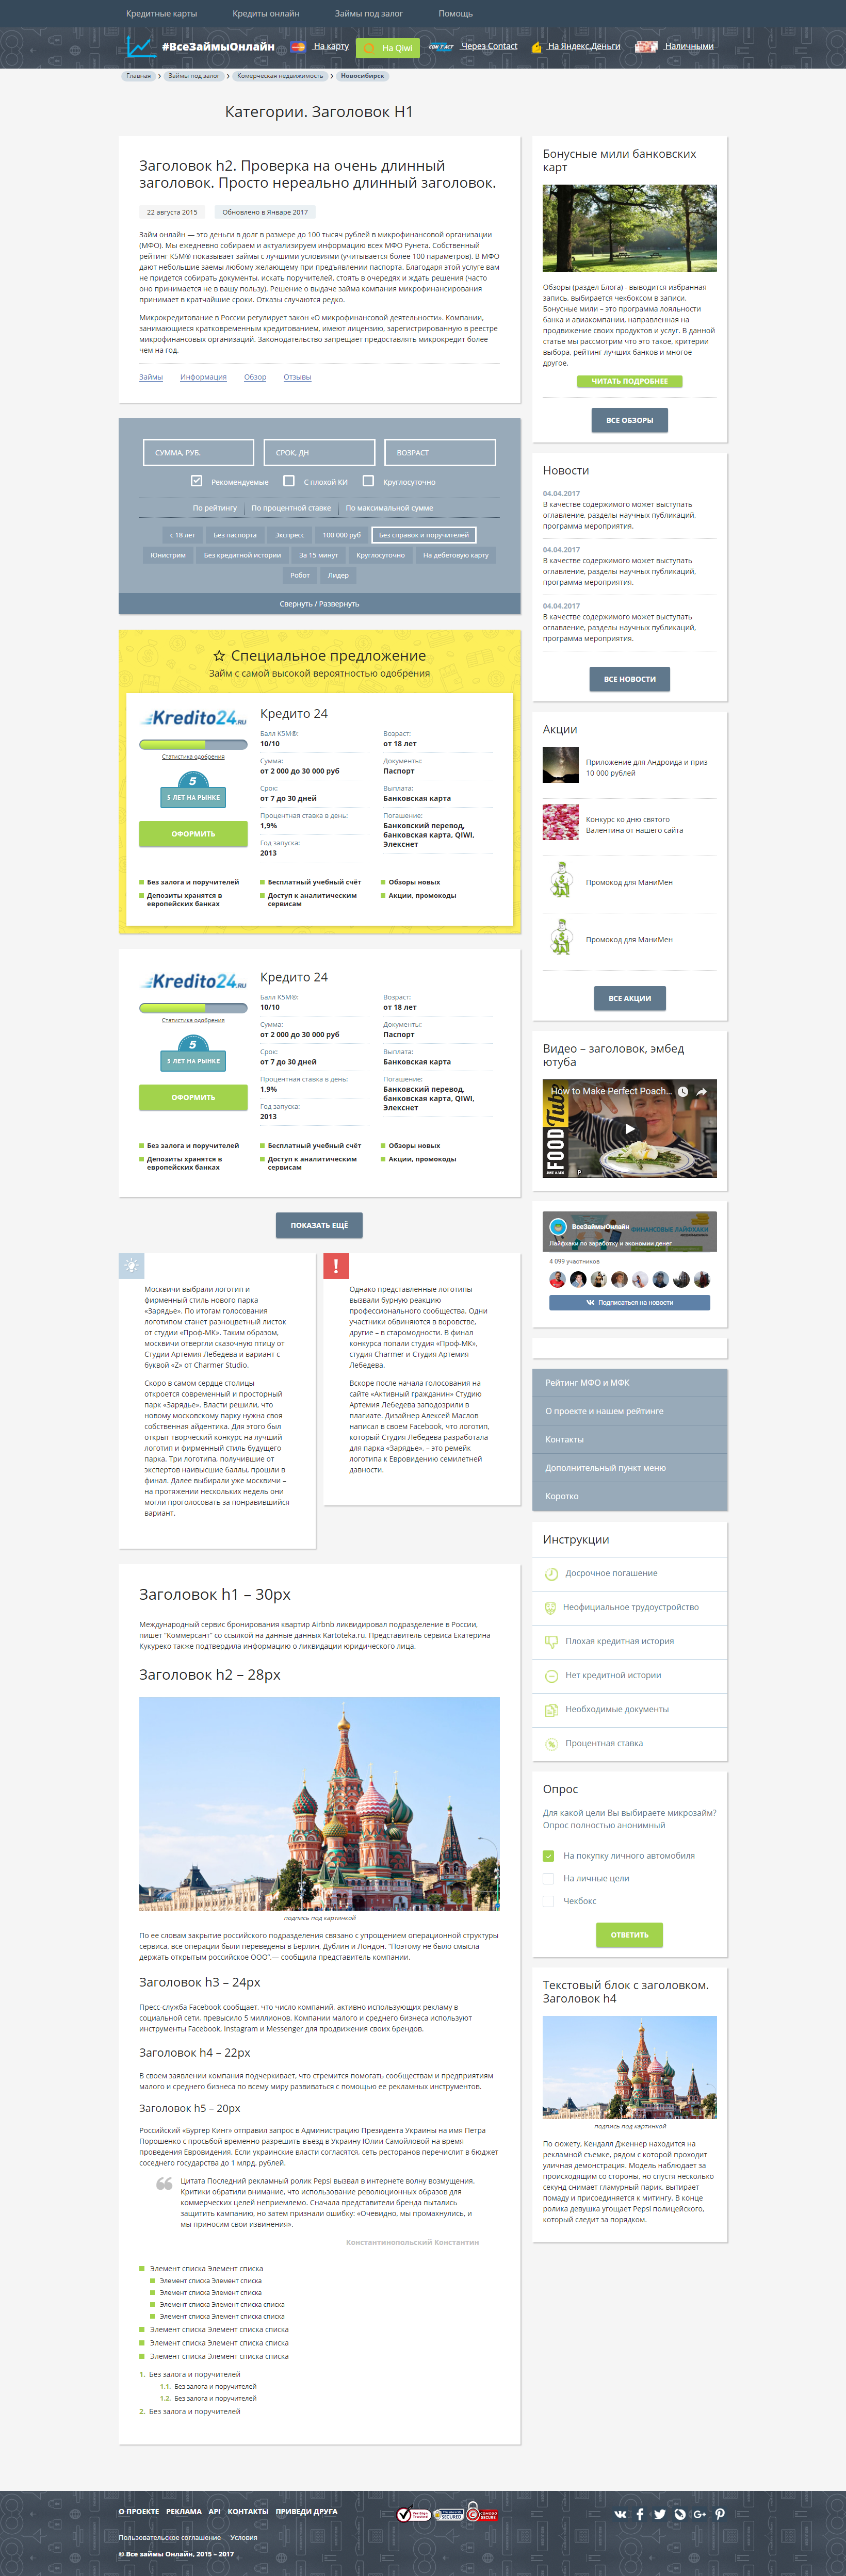 Кредитные карты
Кредиты онлайн
Займы под залог
Помощь
#ВсеЗаймыОнлайн
На карту
На Qiwi
Через Contact
На Яндекс.Деньги
Наличными
Главная
Займы под залог
Комерческая недвижимость
Новосибирск
Категории. Заголовок H1
Заголовок h2. Проверка на очень длинный
заголовок. Просто нереально длинный заголовок.
22 августа 2015
Обновлено в Январе 2017
Займ онлайн — это деньги в долг в размере до 100 тысяч рублей в микрофинансовой организации
(МФО). Мы ежедневно собираем и актуализируем информацию всех МФО Рунета. Собственный
рейтинг K5M® показывает займы с лучшими условиями (учитывается более 100 параметров). В МФО
дают небольшие заемы любому желающему при предъявлении паспорта. Благодаря этой услуге вам
не придется собирать документы, искать поручителей, стоять в очередях и ждать решения (часто
оно принимается не в вашу пользу). Решение о выдаче займа компания микрофинансирования
принимает в кратчайшие сроки. Отказы случаются редко.
Микрокредитование в России регулирует закон «О микрофинансовой деятельности». Компании,
занимающиеся кратковременным кредитованием, имеют лицензию, зарегистрированную в реестре
микрофинансовых организаций. Законодательство запрещает предоставлять микрокредит более
чем на год.
Займы
Информация
Обзор
Отзывы
СУММА, РУБ.
СРОК, ДН
ВОЗРАСТ
Рекомендуемые
С плохой КИ
Круглосуточно
По рейтингу
По процентной ставке
По максимальной сумме
с 18 лет
Без паспорта
Экспресс
100 000 руб
Без справок и поручителей
Юнистрим
Без кредитной истории
За 15 минут
Круглосуточно
На дебетовую карту
Робот
Лидер
Свернуть / Развернуть
Специальное предложение
Займ с самой высокой вероятностью одобрения
Kredito24.RU
Статистика одобрения
5
5 ЛЕТ НА РЫНКЕ
ОФОРМИТЬ
Кредито 24
Балл K5M®:
10/10
Сумма:
от 2 000 до 30 000 руб
Срок:
от 7 до 30 дней
Процентная ставка в день:
1,9%
Год запуска:
2013
Возраст:
от 18 лет
Документы:
Паспорт
Выплата:
Банковская карта
Погашение:
Банковский перевод,
банковская карта, QIWI,
Элекснет
Без залога и поручителей
Депозиты хранятся в
европейских банках
Бесплатный учебный счёт
Доступ к аналитическим
сервисам
Обзоры новых
Акции, промокоды
Kredito24.RU
Статистика одобрения
5
5 ЛЕТ НА РЫНКЕ
ОФОРМИТЬ
Кредито 24
Балл K5M®:
10/10
Сумма:
от 2 000 до 30 000 руб
Срок:
от 7 до 30 дней
Процентная ставка в день:
1,9%
Год запуска:
2013
Возраст:
от 18 лет
Документы:
Паспорт
Выплата:
Банковская карта
Погашение:
Банковский перевод,
банковская карта, QIWI,
Элекснет
Без залога и поручителей
Депозиты хранятся в
европейских банках
Бесплатный учебный счёт
Доступ к аналитическим
сервисам
Обзоры новых
Акции, промокоды
ПОКАЗАТЬ ЕЩЁ
Москвичи выбрали логотип и
фирменный стиль нового парка
«Зарядье». По итогам голосования
логотипом станет разноцветный листок
от студии «Проф-МК». Таким образом,
москвичи отвергли сказочную птицу от
Студии Артемия Лебедева и вариант с
буквой «Z» от Charmer Studio.
Скоро в самом сердце столицы
откроется современный и просторный
парк «Зарядье». Власти решили, что
новому московскому парку нужна своя
собственная айдентика. Для этого был
открыт творческий конкурс на лучший
логотип и фирменный стиль будущего
парка. Три логотипа, получившие от
экспертов наивысшие баллы, прошли в
финал. Далее выбирали уже москвичи –
на протяжении нескольких недель они
могли проголосовать за понравившийся
вариант.
Однако представленные логотипы
вызвали бурную реакцию
профессионального сообщества. Одни
участники обвиняются в воровстве,
другие – в старомодности. В финал
конкурса попали студия «Проф-МК»,
студия Charmer и Студия Артемия
Лебедева.
Вскоре после начала голосования на
сайте «Активный гражданин» Студию
Артемия Лебедева заподозрили в
плагиате. Дизайнер Алексей Маслов
написал в своем Facebook, что логотип,
который Студия Лебедева разработала
для парка «Зарядье», – это ремейк
логотипа к Евровидению семилетней
давности.
Заголовок h1 – 30px
Международный сервис бронирования квартир Airbnb ликвидировал подразделение в России,
пишет "Коммерсант" со ссылкой на данные данных Kartoteka.ru. Представитель сервиса Екатерина
Кукуреко также подтвердила информацию о ликвидации юридического лица.
Заголовок h2 – 28px
подпись под картинкой
По ее словам закрытие российского подразделения связано с упрощением операционной структуры
сервиса, все операции были переведены в Берлин, Дублин и Лондон. "Поэтому не было смысла
держать открытым российское ООО",— сообщила представитель компании.
Заголовок h3 – 24px
Пресс-служба Facebook сообщает, что число компаний, активно использующих рекламу в
социальной сети, превысило 5 миллионов. Компании малого и среднего бизнеса используют
инструменты Facebook, Instagram и Messenger для продвижения своих брендов.
Заголовок h4 – 22px
В своем заявлении компания подчеркивает, что стремится помогать сообществам и предприятиям
малого и среднего бизнеса по всему миру развиваться с помощью ее рекламных инструментов.
Заголовок h5 – 20px
Российский «Бургер Кинг» отправил запрос в Администрацию Президента Украины на имя Петра
Порошенко с просьбой временно разрешить въезд в Украину Юлии Самойловой на время
проведения Евровидения. Если украинские власти согласятся, сеть ресторанов перечислит в бюджет
соседнего государства до 1 млрд. рублей.
Цитата Последний рекламный ролик Pepsi вызвал в интернете волну возмущения.
Критики обратили внимание, что использование революционных образов для
коммерческих целей неприемлемо. Сначала представители бренда пытались
защитить кампанию, но затем признали ошибку: «Очевидно, мы промахнулись, и
мы приносим свои извинения».
Константинопольский Константин
Элемент списка Элемент списка
Элемент списка Элемент списка
Элемент списка Элемент списка
Элемент списка Элемент списка списка
Элемент списка Элемент списка списка
Элемент списка Элемент списка списка
Элемент списка Элемент списка списка
Элемент списка Элемент списка списка
1. Без залога и поручителей
1.1. Без залога и поручителей
1.2. Без залога и поручителей
2. Без залога и поручителей
Бонусные мили банковских
карт
Обзоры (раздел Блога) - выводится избранная
запись, выбирается чекбоксом в записи.
Бонусные мили – это программа лояльности
банка и авиакомпании, направленная на
продвижение своих продуктов и услуг. В данной
статье мы рассмотрим что это такое, критерии
выбора, рейтинг лучших банков и многое
другое.
ЧИТАТЬ ПОДРОБНЕЕ
ВСЕ ОБЗОРЫ
Новости
04.04.2017
В качестве содержимого может выступать
оглавление, разделы научных публикаций,
программа мероприятия.
04.04.2017
В качестве содержимого может выступать
оглавление, разделы научных публикаций,
программа мероприятия.
04.04.2017
В качестве содержимого может выступать
оглавление, разделы научных публикаций,
программа мероприятия.
ВСЕ НОВОСТИ
Акции
Приложение для Андроида и приз
10 000 рублей
Конкурс ко дню святого
Валентина от нашего сайта
Промокод для МаниМен
Промокод для МаниМен
ВСЕ АКЦИИ
Видео – заголовок, эмбед
ютуба
How to Make Perfect Poach...
FOOD Tube
ВсеЗаймыОнлайн
ФИНАНСОВЫЕ ЛАЙФХАКИ
Лайфхаки по заработку и экономии денег
4 099 участников
Подписаться на новости
Рейтинг МФО и МФК
О проекте и нашем рейтинге
Контакты
Дополнительный пункт меню
Коротко
Инструкции
Досрочное погашение
Неофициальное трудоустройство
Плохая кредитная история
Нет кредитной истории
Необходимые документы
Процентная ставка
Опрос
Для какой цели Вы выбираете микрозайм?
Опрос полностью анонимный
На покупку личного автомобиля
На личные цели
Чекбокс
ОТВЕТИТЬ
Текстовый блок с заголовком.
Заголовок h4
подпись под картинкой
По сюжету, Кендалл Дженнер находится на
рекламной съемке, рядом с которой проходит
уличная демонстрация. Модель наблюдает за
происходящим со стороны, но спустя несколько
секунд снимает гламурный парик, вытирает
помаду и присоединяется к митингу. В конце
ролика девушка угощает Pepsi полицейского,
который следит за порядком.
О ПРОЕКТЕ
РЕКЛАМА
API
КОНТАКТЫ
ПРИВЕДИ ДРУГА
Пользовательское соглашение
Условия
© Все займы Онлайн, 2015 – 2017
SECURED